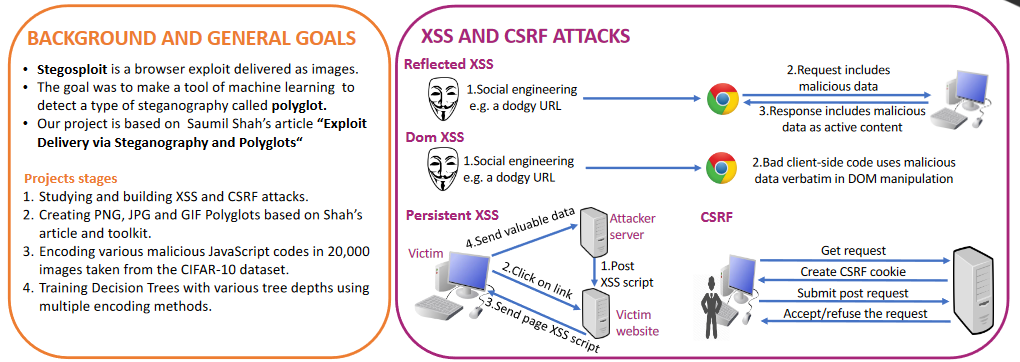 BACKGROUND AND GENERAL GOALS
• Stegosploit is a browser exploit delivered as images.
• The goal was to make a tool of machine learning to
detect a type of steganography called polyglot.
• Our project is based on Saumil Shah's article “Exploit
Delivery via Steganography and Polyglots“
Projects stages
1. Studying and building XSS and CSRF attacks.
2. Creating PNG, JPG and GIF Polyglots based on Shah's
article and toolkit.
3. Encoding various malicious JavaScript codes in 20,000
images taken from the CIFAR-10 dataset.
4. Training Decision Trees with various tree depths using
multiple encoding methods.
XSS AND CSRF ATTACKS
Reflected XSS
1.Social engineering
e.g. a dodgy URL
2.Request includes
malicious data
3.Response includes malicious
data as active content
Dom XSS
1.Social engineering
e.g. a dodgy URL
2.Bad client-side code uses malicious
data verbatim in DOM manipulation
Persistent XSS
Victim
4.Send valuable data
Attacker
server
2.Click on link
1.Post
XSS script
3.Send page XSS script
Victim
website
CSRF
Get request
Create CSRF cookie
Submit post request
Accept/refuse the request